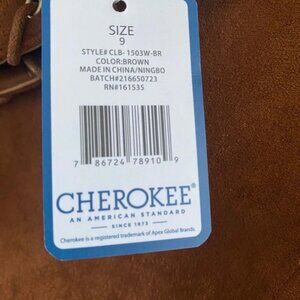 SIZE
9
STYLE# CLB- 1503W-BR
COLOR:BROWN
MADE IN CHINA/NINGBO
BATCH#216650723
RN#161535
7 86724 78910 9
CHEROKEE®
AN AMERICAN STANDARD
SINCE 1973
Cherokee is a registered trademark of Apex Global Brands.